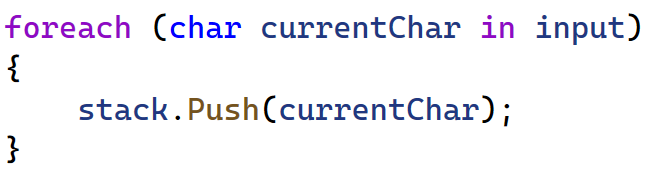 foreach (char currentChar in input)
{
    stack.Push(currentChar);
}